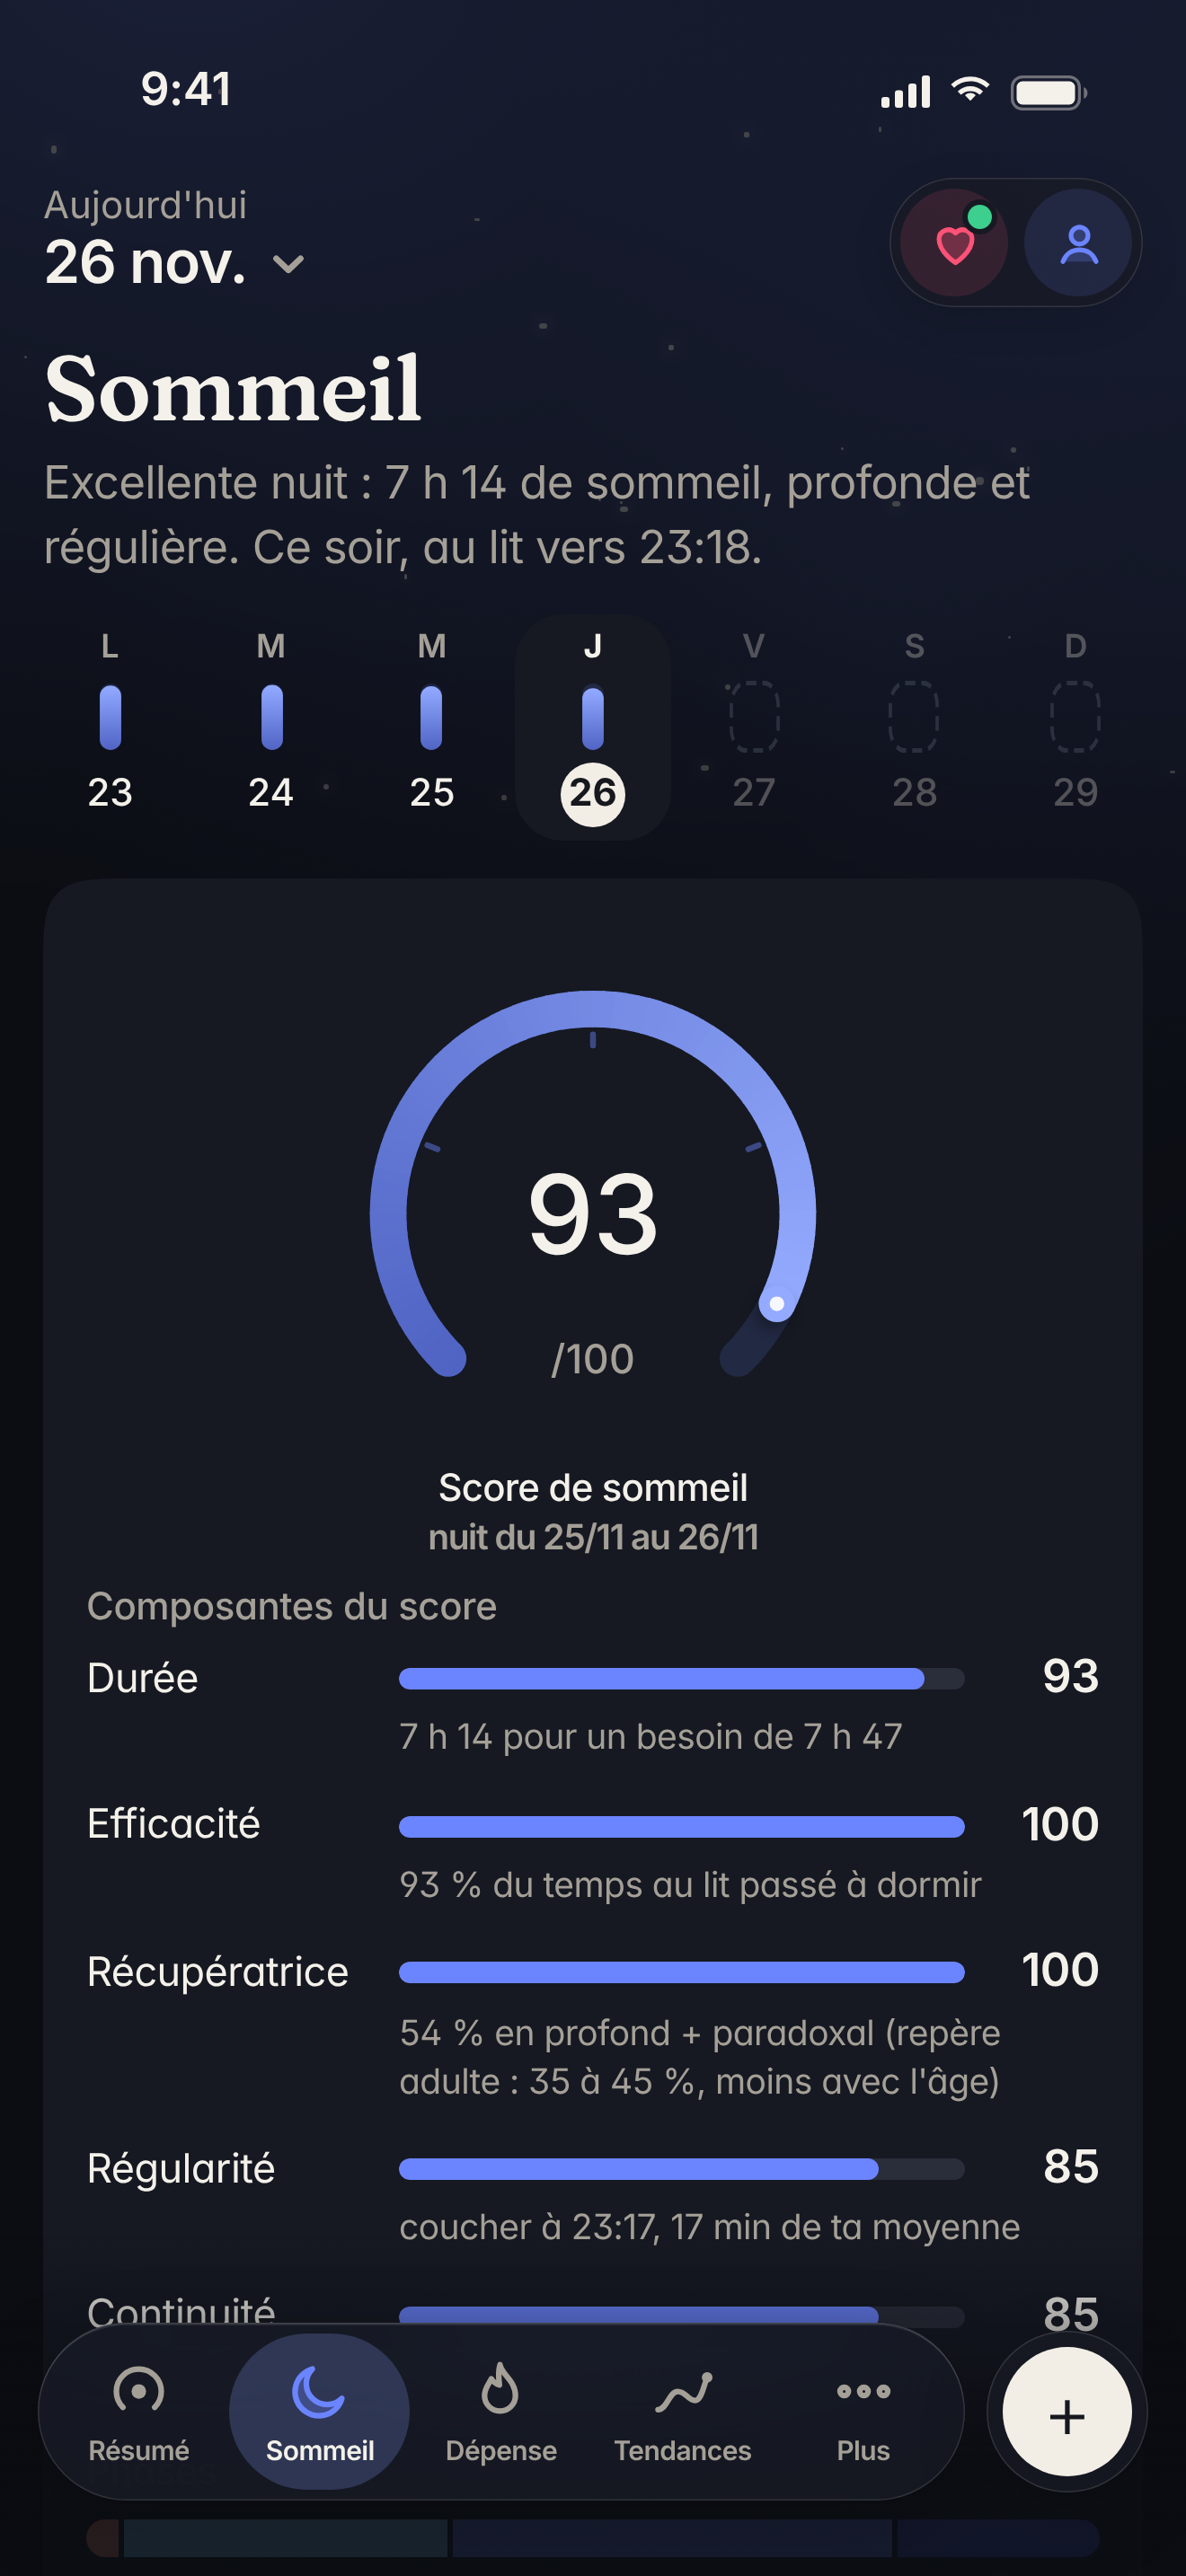 9:41
Aujourd'hui
26 nov.
Sommeil
Excellente nuit : 7 h 14 de sommeil, profonde et
régulière. Ce soir, au lit vers 23:18.
L M M J V S D
23 24 25 26 27 28 29
93
/100
Score de sommeil
nuit du 25/11 au 26/11
Composantes du score
Durée 93
7 h 14 pour un besoin de 7 h 47
Efficacité 100
93 % du temps au lit passé à dormir
Récupératrice 100
54 % en profond + paradoxal (repère
adulte : 35 à 45 %, moins avec l'âge)
Régularité 85
coucher à 23:17, 17 min de ta moyenne
Continuité 85
Résumé Sommeil Dépense Tendances Plus +